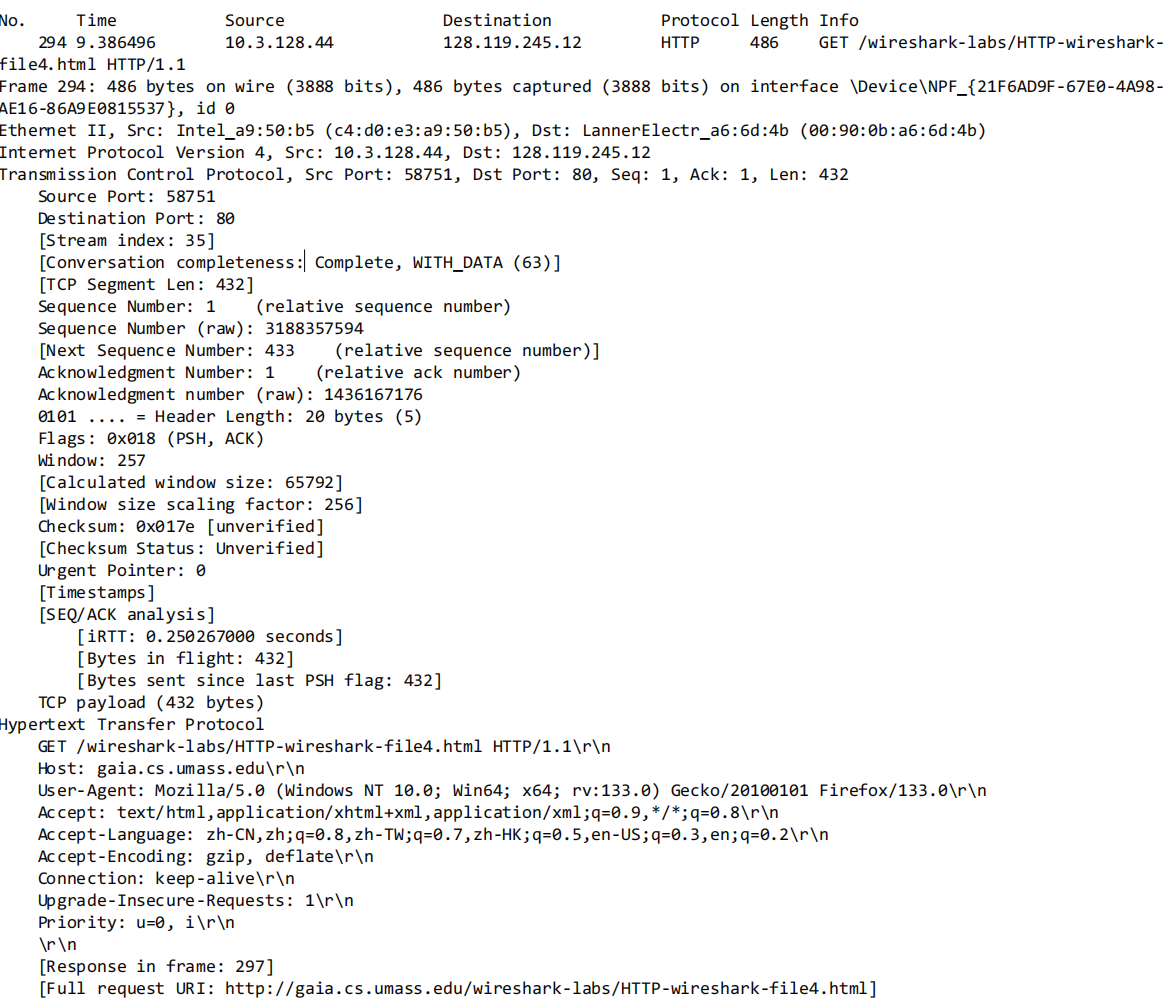 No.     Time           Source                Destination           Protocol Length Info
    294 9.386496       10.3.128.44           128.119.245.12        HTTP     486    GET /wireshark-labs/HTTP-wireshark-
file4.html HTTP/1.1
Frame 294: 486 bytes on wire (3888 bits), 486 bytes captured (3888 bits) on interface \Device\NPF_{21F6AD9F-67E0-4A98-
AE16-86A9E0815537}, id 0
Ethernet II, Src: Intel_a9:50:b5 (c4:d0:e3:a9:50:b5), Dst: LannerElectr_a6:6d:4b (00:90:0b:a6:6d:4b)
Internet Protocol Version 4, Src: 10.3.128.44, Dst: 128.119.245.12
Transmission Control Protocol, Src Port: 58751, Dst Port: 80, Seq: 1, Ack: 1, Len: 432
    Source Port: 58751
    Destination Port: 80
    [Stream index: 35]
    [Conversation completeness: Complete, WITH_DATA (63)]
    [TCP Segment Len: 432]
    Sequence Number: 1    (relative sequence number)
    Sequence Number (raw): 3188357594
    [Next Sequence Number: 433    (relative sequence number)]
    Acknowledgment Number: 1    (relative ack number)
    Acknowledgment number (raw): 1436167176
    0101 .... = Header Length: 20 bytes (5)
    Flags: 0x018 (PSH, ACK)
    Window: 257
    [Calculated window size: 65792]
    [Window size scaling factor: 256]
    Checksum: 0x017e [unverified]
    [Checksum Status: Unverified]
    Urgent Pointer: 0
    [Timestamps]
    [SEQ/ACK analysis]
        [iRTT: 0.250267000 seconds]
        [Bytes in flight: 432]
        [Bytes sent since last PSH flag: 432]
    TCP payload (432 bytes)
Hypertext Transfer Protocol
    GET /wireshark-labs/HTTP-wireshark-file4.html HTTP/1.1\r\n
    Host: gaia.cs.umass.edu\r\n
    User-Agent: Mozilla/5.0 (Windows NT 10.0; Win64; x64; rv:133.0) Gecko/20100101 Firefox/133.0\r\n
    Accept: text/html,application/xhtml+xml,application/xml;q=0.9,*/*;q=0.8\r\n
    Accept-Language: zh-CN,zh;q=0.8,zh-TW;q=0.7,zh-HK;q=0.5,en-US;q=0.3,en;q=0.2\r\n
    Accept-Encoding: gzip, deflate\r\n
    Connection: keep-alive\r\n
    Upgrade-Insecure-Requests: 1\r\n
    Priority: u=0, i\r\n
    \r\n
    [Response in frame: 297]
    [Full request URI: http://gaia.cs.umass.edu/wireshark-labs/HTTP-wireshark-file4.html]